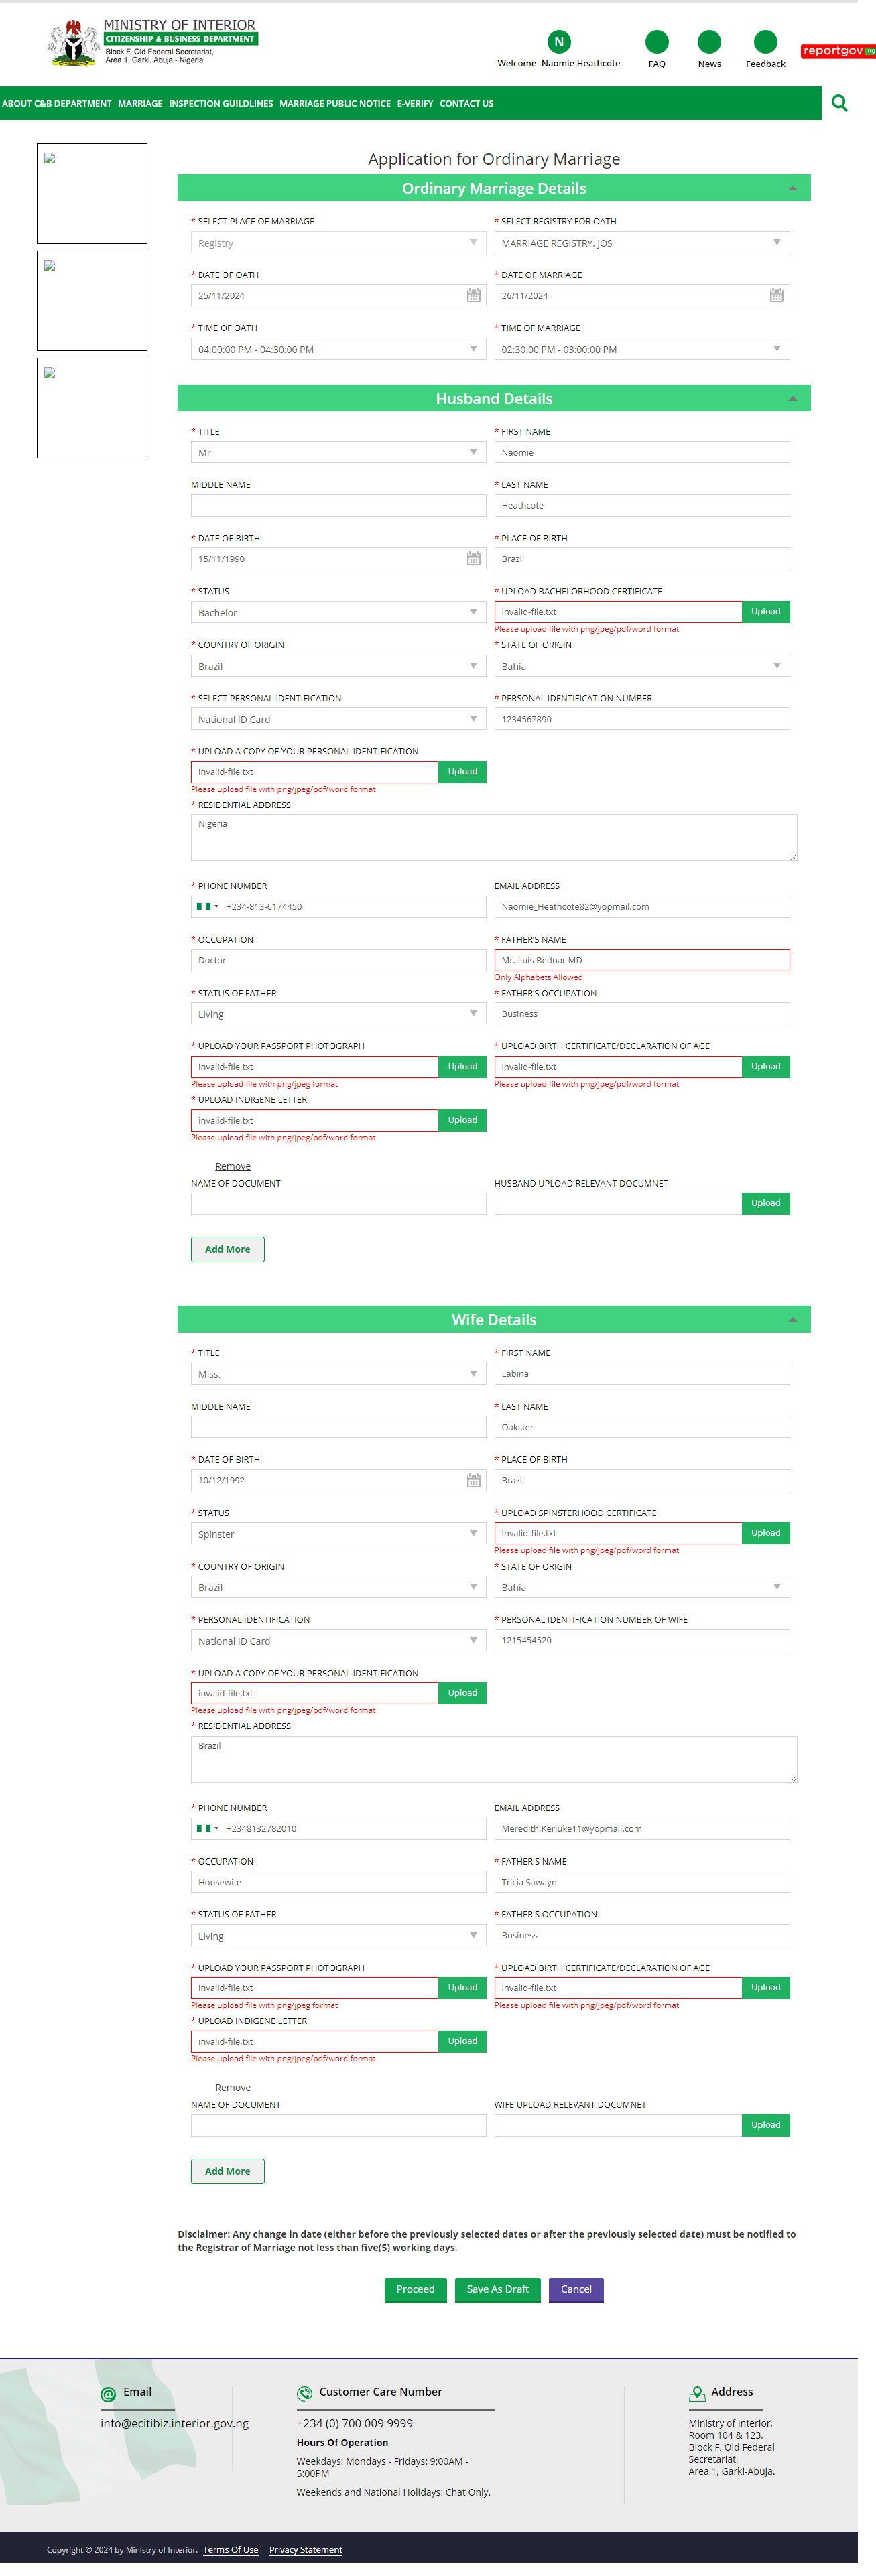 MINISTRY OF INTERIOR
CITIZENSHIP & BUSINESS DEPARTMENT
Block F, Old Federal Secretariat,
Area 1, Garki, Abuja - Nigeria
N
Welcome -Naomie Heathcote
FAQ
News
Feedback
reportgov.ng
ABOUT C&B DEPARTMENT MARRIAGE INSPECTION GUILDLINES MARRIAGE PUBLIC NOTICE E-VERIFY CONTACT US
Application for Ordinary Marriage
Ordinary Marriage Details
* SELECT PLACE OF MARRIAGE
* SELECT REGISTRY FOR OATH
Registry
MARRIAGE REGISTRY, JOS
* DATE OF OATH
* DATE OF MARRIAGE
25/11/2024
26/11/2024
* TIME OF OATH
* TIME OF MARRIAGE
04:00:00 PM - 04:30:00 PM
02:30:00 PM - 03:00:00 PM
Husband Details
* TITLE
* FIRST NAME
Mr
Naomie
MIDDLE NAME
* LAST NAME
Heathcote
* DATE OF BIRTH
* PLACE OF BIRTH
15/11/1990
Brazil
* STATUS
* UPLOAD BACHELORHOOD CERTIFICATE
Bachelor
invalid-file.txt
Upload
Please upload file with png/jpeg/pdf/word format
* COUNTRY OF ORIGIN
* STATE OF ORIGIN
Brazil
Bahia
* SELECT PERSONAL IDENTIFICATION
* PERSONAL IDENTIFICATION NUMBER
National ID Card
1234567890
* UPLOAD A COPY OF YOUR PERSONAL IDENTIFICATION
invalid-file.txt
Upload
Please upload file with png/jpeg/pdf/word format
* RESIDENTIAL ADDRESS
Nigeria
* PHONE NUMBER
EMAIL ADDRESS
+234-813-6174450
Naomie_Heathcote82@yopmail.com
* OCCUPATION
* FATHER'S NAME
Doctor
Mr. Luis Bednar MD
Only Alphabets Allowed
* STATUS OF FATHER
* FATHER'S OCCUPATION
Living
Business
* UPLOAD YOUR PASSPORT PHOTOGRAPH
* UPLOAD BIRTH CERTIFICATE/DECLARATION OF AGE
invalid-file.txt
Upload
invalid-file.txt
Upload
Please upload file with png/jpeg format
Please upload file with png/jpeg/pdf/word format
* UPLOAD INDIGENE LETTER
invalid-file.txt
Upload
Please upload file with png/jpeg/pdf/word format
Remove
NAME OF DOCUMENT
HUSBAND UPLOAD RELEVANT DOCUMNET
Upload
Add More
Wife Details
* TITLE
* FIRST NAME
Miss.
Labina
MIDDLE NAME
* LAST NAME
Oakster
* DATE OF BIRTH
* PLACE OF BIRTH
10/12/1992
Brazil
* STATUS
* UPLOAD SPINSTERHOOD CERTIFICATE
Spinster
invalid-file.txt
Upload
Please upload file with png/jpeg/pdf/word format
* COUNTRY OF ORIGIN
* STATE OF ORIGIN
Brazil
Bahia
* PERSONAL IDENTIFICATION
* PERSONAL IDENTIFICATION NUMBER OF WIFE
National ID Card
1215454520
* UPLOAD A COPY OF YOUR PERSONAL IDENTIFICATION
invalid-file.txt
Upload
Please upload file with png/jpeg/pdf/word format
* RESIDENTIAL ADDRESS
Brazil
* PHONE NUMBER
EMAIL ADDRESS
+2348132782010
Meredith.Kerluke11@yopmail.com
* OCCUPATION
* FATHER'S NAME
Housewife
Tricia Sawayn
* STATUS OF FATHER
* FATHER'S OCCUPATION
Living
Business
* UPLOAD YOUR PASSPORT PHOTOGRAPH
* UPLOAD BIRTH CERTIFICATE/DECLARATION OF AGE
invalid-file.txt
Upload
invalid-file.txt
Upload
Please upload file with png/jpeg format
Please upload file with png/jpeg/pdf/word format
* UPLOAD INDIGENE LETTER
invalid-file.txt
Upload
Please upload file with png/jpeg/pdf/word format
Remove
NAME OF DOCUMENT
WIFE UPLOAD RELEVANT DOCUMNET
Upload
Add More
Disclaimer: Any change in date (either before the previously selected dates or after the previously selected date) must be notified to
the Registrar of Marriage not less than five(5) working days.
Proceed
Save As Draft
Cancel
Email
info@ecitibiz.interior.gov.ng
Customer Care Number
+234 (0) 700 009 9999
Hours Of Operation
Weekdays: Mondays - Fridays: 9:00AM -
5:00PM
Weekends and National Holidays: Chat Only.
Address
Ministry of Interior,
Room 104 & 123,
Block F, Old Federal
Secretariat,
Area 1, Garki-Abuja.
Copyright © 2024 by Ministry of Interior. Terms Of Use Privacy Statement